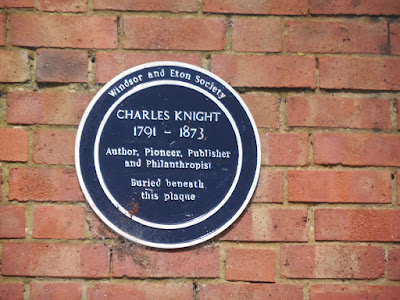 Windsor and Eton Society
CHARLES KNIGHT
1791 - 1873
Author, Pioneer, Publisher
and Philanthropist
Buried beneath
this plaque